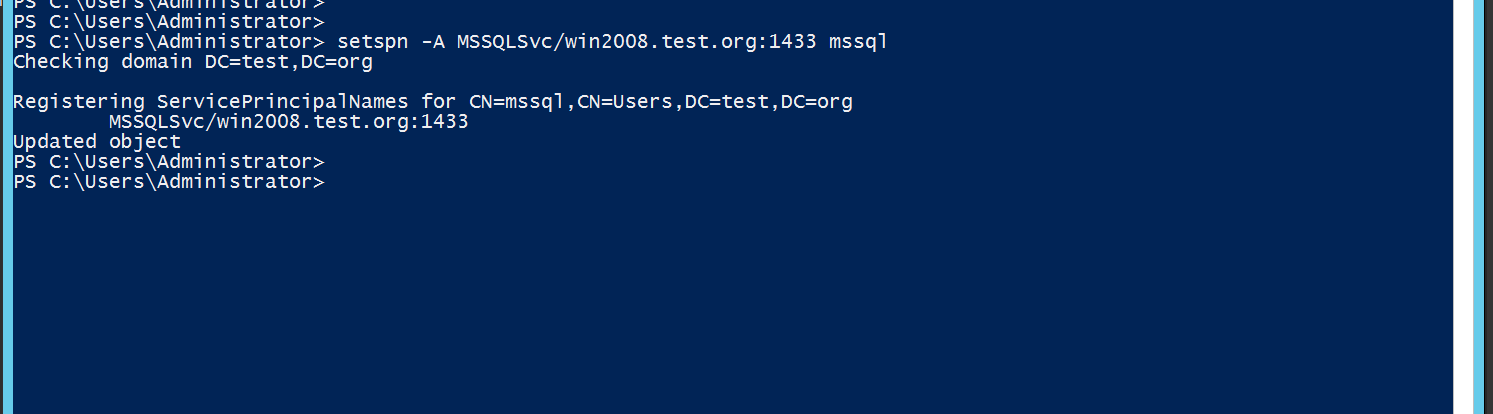 PS C:\Users\Administrator>
PS C:\Users\Administrator>
PS C:\Users\Administrator> setspn -A MSSQLSvc/win2008.test.org:1433 mssql
Checking domain DC=test,DC=org
Registering ServicePrincipalNames for CN=mssql,CN=Users,DC=test,DC=org
MSSQLSvc/win2008.test.org:1433
Updated object
PS C:\Users\Administrator>
PS C:\Users\Administrator>